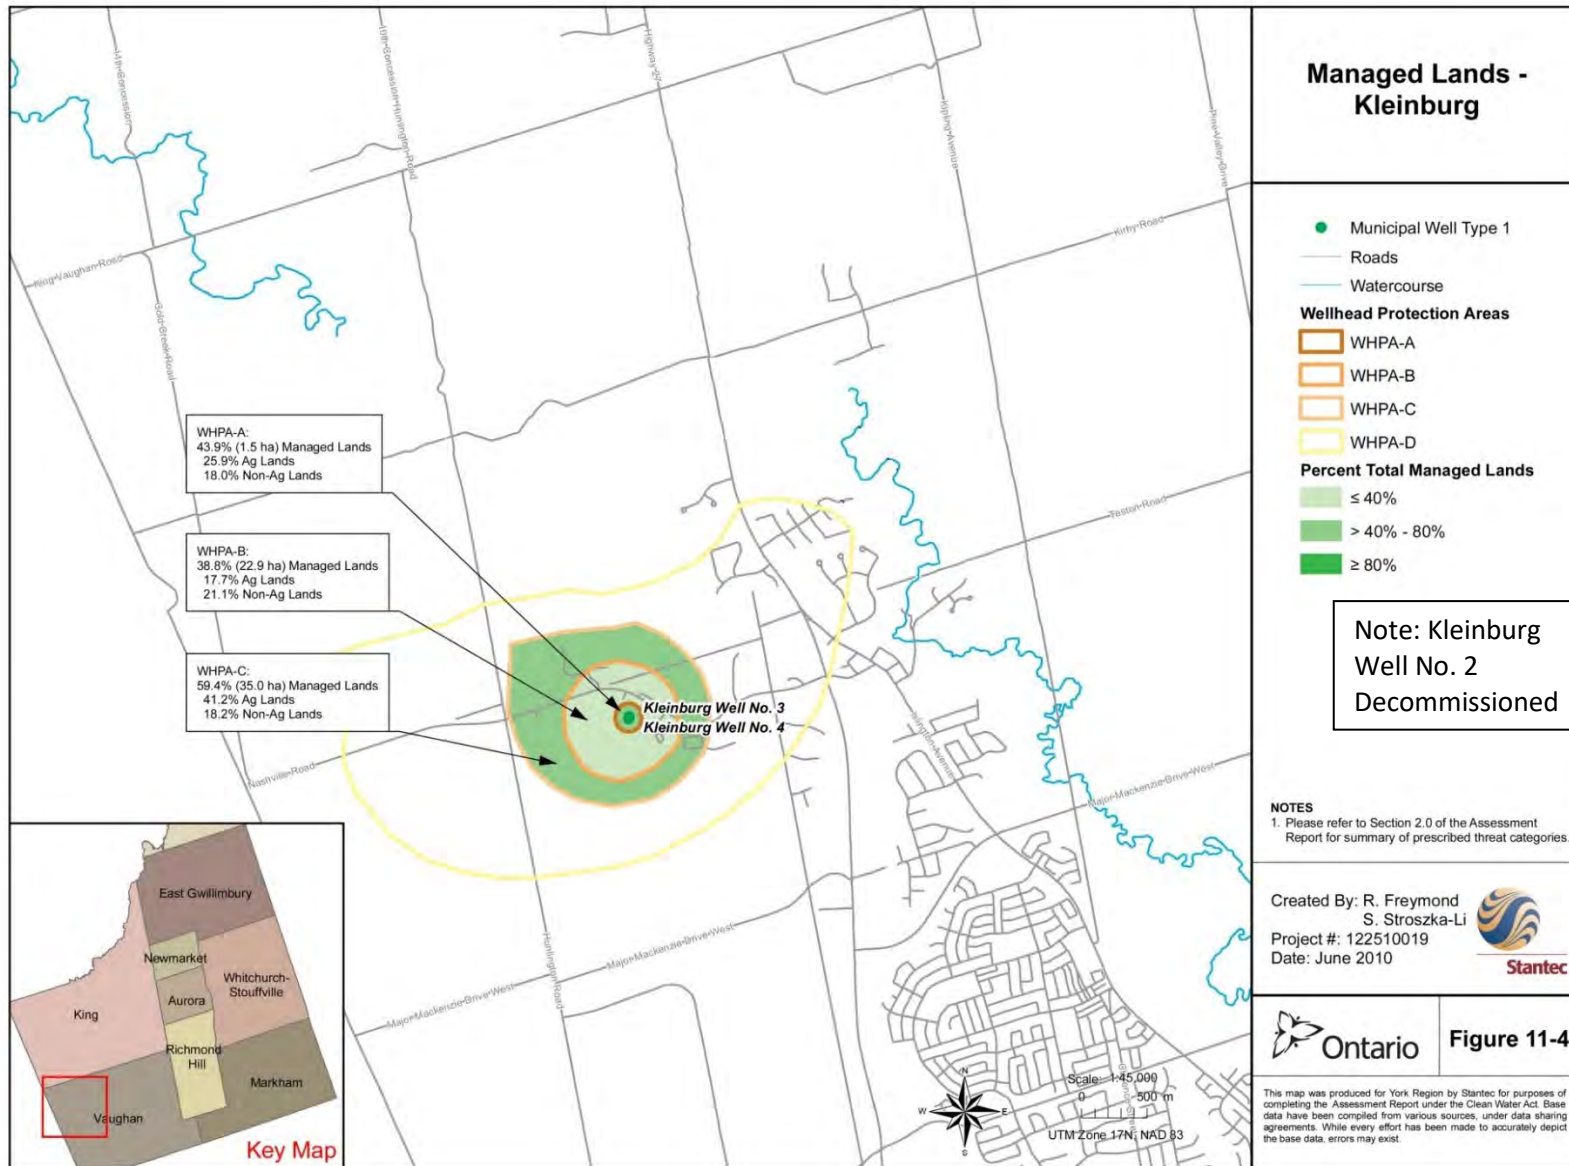 14th Concession
10th Concession-Huntington Road
Highway 27
Kipling Avenue
Pine Valley Drive
King-Vaughan Road
Kirby Road
Cold Creek Road
Teston Road
WHPA-A:
43.9% (1.5 ha) Managed Lands
25.9% Ag Lands
18.0% Non-Ag Lands
WHPA-B:
38.8% (22.9 ha) Managed Lands
17.7% Ag Lands
21.1% Non-Ag Lands
WHPA-C:
59.4% (35.0 ha) Managed Lands
41.2% Ag Lands
18.2% Non-Ag Lands
Kleinburg Well No. 3
Kleinburg Well No. 4
Nashville Road
Islington Avenue
Major-Mackenzie-Drive-West
Huntington Road
Major-Mackenzie-Drive-West
Major-Mackenzie-Drive-West
East Gwillimbury
Newmarket
Whitchurch-
Stouffville
Aurora
King
Richmond
Hill
Markham
Vaughan
Key Map
N
W
E
S
Scale: 1:45,000
0 500 m
UTM Zone 17N, NAD 83
Managed Lands -
Kleinburg
Municipal Well Type 1
Roads
Watercourse
Wellhead Protection Areas
WHPA-A
WHPA-B
WHPA-C
WHPA-D
Percent Total Managed Lands
≤ 40%
> 40% - 80%
≥ 80%
Note: Kleinburg
Well No. 2
Decommissioned
NOTES
1. Please refer to Section 2.0 of the Assessment
Report for summary of prescribed threat categories.
Created By: R. Freymond
S. Stroszka-Li
Project #: 122510019
Date: June 2010
Stantec
Ontario
Figure 11-4
This map was produced for York Region by Stantec for purposes of
completing the Assessment Report under the Clean Water Act. Base
data have been compiled from various sources, under data sharing
agreements. While every effort has been made to accurately depict
the base data, errors may exist.